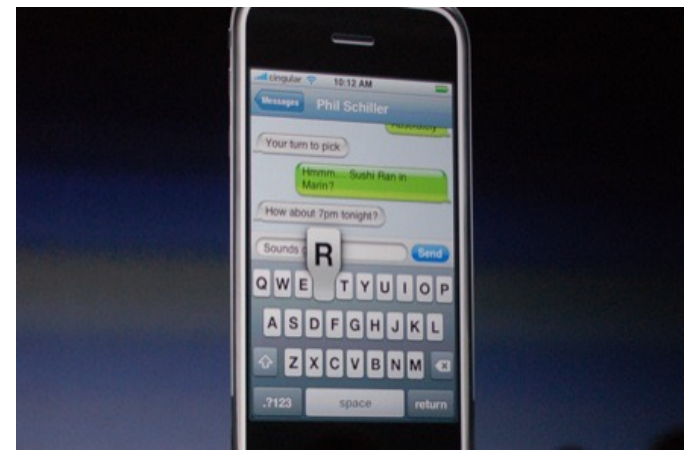 cingular 10:12 AM
Messages Phil Schiller
Absolutely
Your turn to pick
Hmmm... Sushi Ran in
Marin?
How about 7pm tonight?
Sounds
Send
R
Q W E T Y U I O P
A S D F G H J K L
Z X C V B N M
.?123 space return